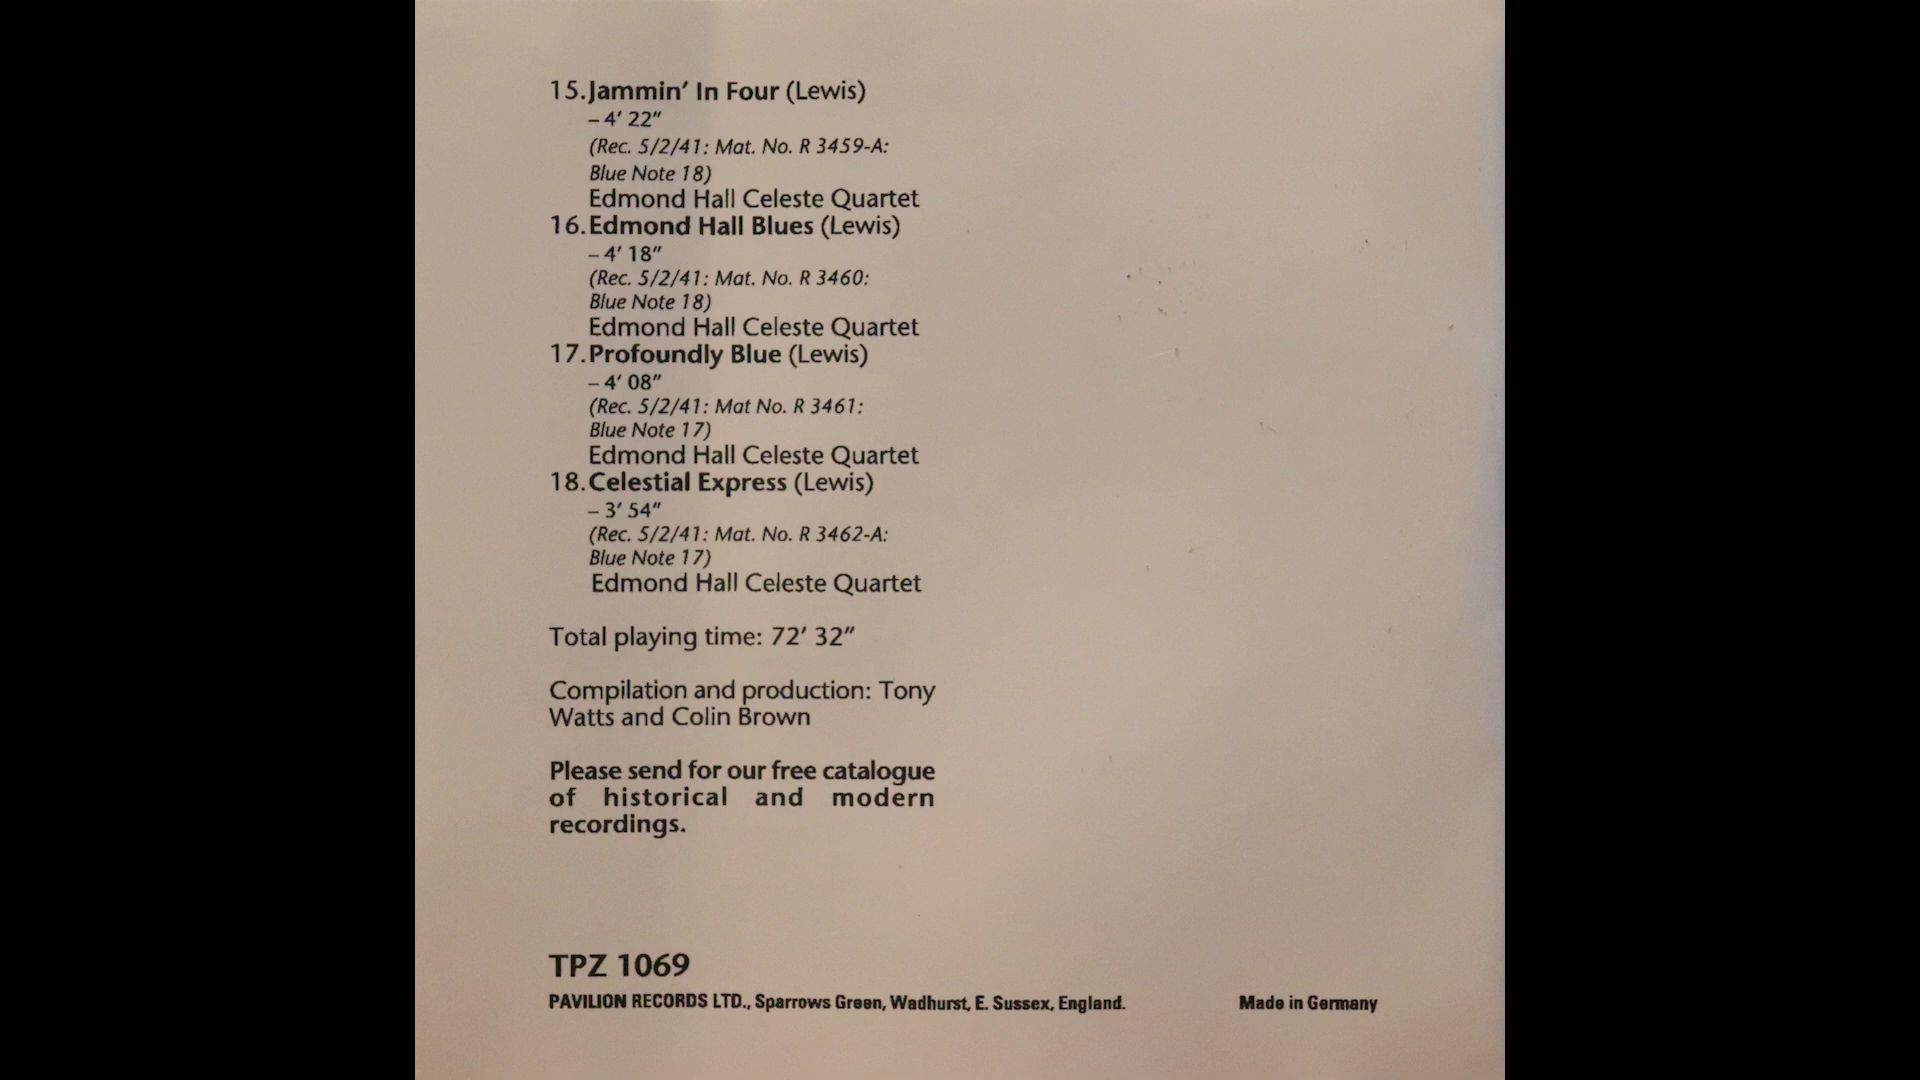 15. Jammin' In Four (Lewis)
– 4' 22"
(Rec. 5/2/41: Mat. No. R 3459-A:
Blue Note 18)
Edmond Hall Celeste Quartet
16. Edmond Hall Blues (Lewis)
– 4' 18"
(Rec. 5/2/41: Mat. No. R 3460:
Blue Note 18)
Edmond Hall Celeste Quartet
17. Profoundly Blue (Lewis)
– 4' 08"
(Rec. 5/2/41: Mat No. R 3461:
Blue Note 17)
Edmond Hall Celeste Quartet
18. Celestial Express (Lewis)
– 3' 54"
(Rec. 5/2/41: Mat. No. R 3462-A:
Blue Note 17)
Edmond Hall Celeste Quartet
Total playing time: 72' 32"
Compilation and production: Tony
Watts and Colin Brown
Please send for our free catalogue
of historical and modern
recordings.
TPZ 1069
PAVILION RECORDS LTD., Sparrows Green, Wadhurst, E. Sussex, England. Made in Germany